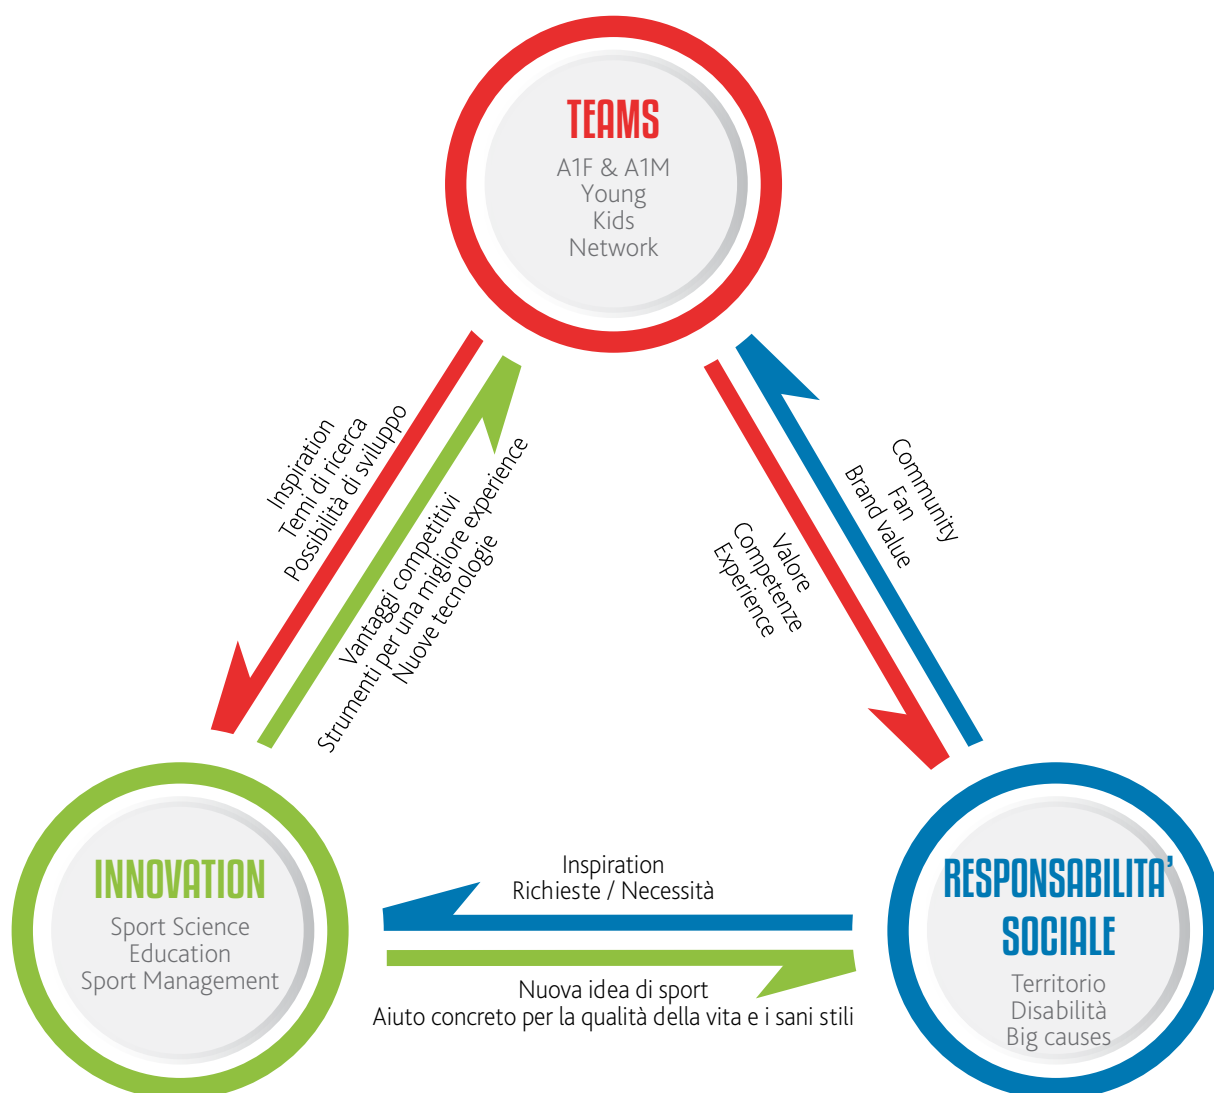 TEAMS
A1F & A1M
Young
Kids
Network
Inspiration
Temi di ricerca
Possibilità di sviluppo
Vantaggi competitivi
Strumenti per una migliore experience
Nuove tecnologie
Community
Fan
Brand value
Valore
Competenze
Experience
INNOVATION
Sport Science
Education
Sport Management
Inspiration
Richieste / Necessità
Nuova idea di sport
Aiuto concreto per la qualità della vita e i sani stili
RESPONSABILITA'
SOCIALE
Territorio
Disabilità
Big causes